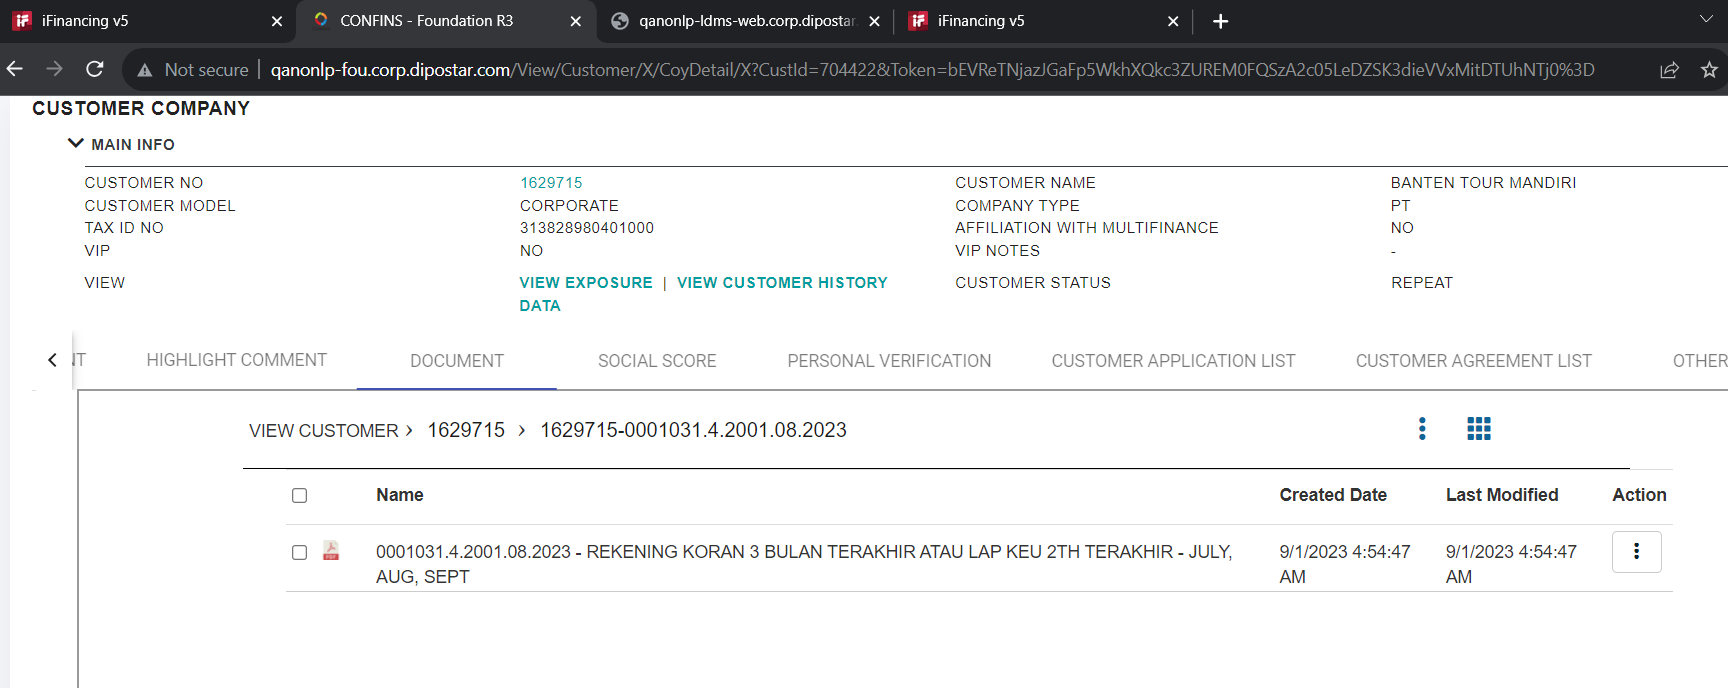 iFinancing v5
CONFINS - Foundation R3
qanonlp-ldms-web.corp.dipostar
iFinancing v5
Not secure | qanonlp-fou.corp.dipostar.com/View/Customer/X/CoyDetail/X?CustId=704422&Token=bEVReTNjazJGaFp5WkhXQkc3ZUREM0FQSzA2c05LeDZSK3dieVVxMitDTUhNTj0%3D
CUSTOMER COMPANY
MAIN INFO
CUSTOMER NO 1629715 CUSTOMER NAME BANTEN TOUR MANDIRI
CUSTOMER MODEL CORPORATE COMPANY TYPE PT
TAX ID NO 313828980401000 AFFILIATION WITH MULTIFINANCE NO
VIP NO VIP NOTES -
VIEW VIEW EXPOSURE | VIEW CUSTOMER HISTORY CUSTOMER STATUS REPEAT
DATA
NT HIGHLIGHT COMMENT DOCUMENT SOCIAL SCORE PERSONAL VERIFICATION CUSTOMER APPLICATION LIST CUSTOMER AGREEMENT LIST OTHER
VIEW CUSTOMER > 1629715 > 1629715-0001031.4.2001.08.2023
Name Created Date Last Modified Action
0001031.4.2001.08.2023 - REKENING KORAN 3 BULAN TERAKHIR ATAU LAP KEU 2TH TERAKHIR - JULY, 9/1/2023 4:54:47 9/1/2023 4:54:47
AUG, SEPT AM AM